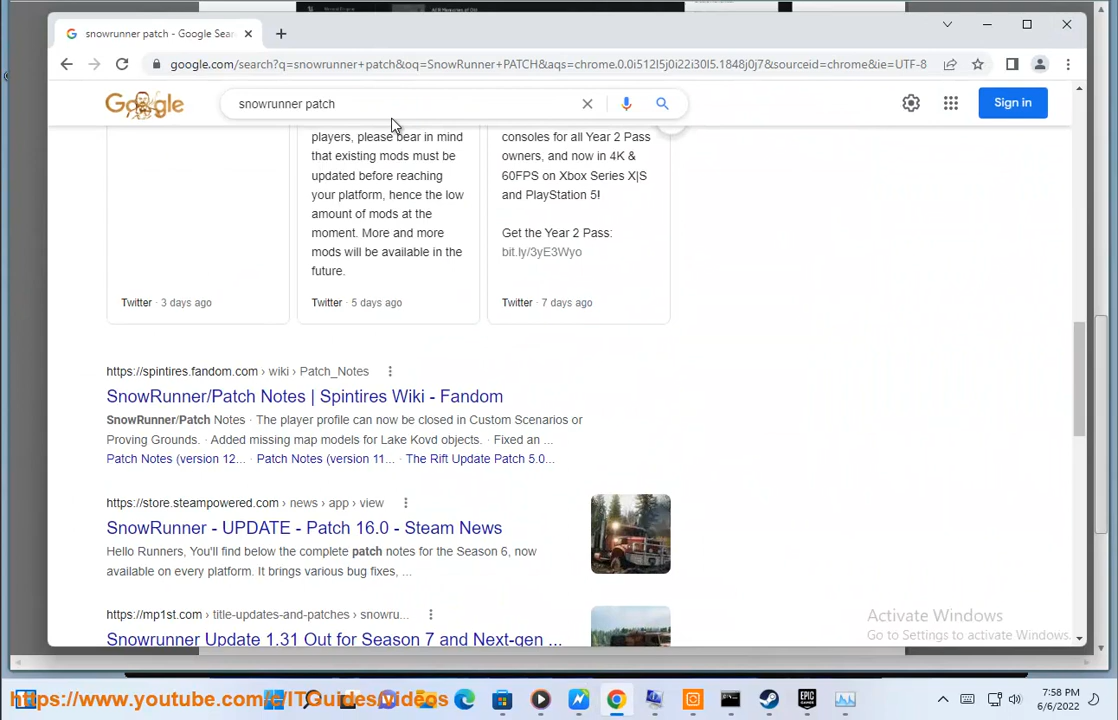 snowrunner patch - Google Sear
google.com/search?q=snowrunner+patch&oq=SnowRunner+PATCH&aqs=chrome.0.0i512l5j0i22i30l5.1848j0j7&sourceid=chrome&ie=UTF-8
Google
snowrunner patch
Sign in
players, please bear in mind
that existing mods must be
updated before reaching
your platform, hence the low
amount of mods at the
moment. More and more
mods will be available in the
future.
consoles for all Year 2 Pass
owners, and now in 4K &
60FPS on Xbox Series X|S
and PlayStation 5!
Get the Year 2 Pass:
bit.ly/3yE3Wyo
Twitter · 3 days ago
Twitter · 5 days ago
Twitter · 7 days ago
https://spintires.fandom.com › wiki › Patch_Notes
SnowRunner/Patch Notes | Spintires Wiki - Fandom
SnowRunner/Patch Notes · The player profile can now be closed in Custom Scenarios or
Proving Grounds. · Added missing map models for Lake Kovd objects. · Fixed an ...
Patch Notes (version 12... · Patch Notes (version 11... · The Rift Update Patch 5.0...
https://store.steampowered.com › news › app › view
SnowRunner - UPDATE - Patch 16.0 - Steam News
Hello Runners, You'll find below the complete patch notes for the Season 6, now
available on every platform. It brings various bug fixes, ...
https://mp1st.com › title-updates-and-patches › snowru...
Snowrunner Update 1.31 Out for Season 7 and Next-gen ...
Activate Windows
Go to Settings to activate Windows.
https://www.youtube.com/c/ITGuides/videos
EPIC GAMES
7:58 PM
6/6/2022